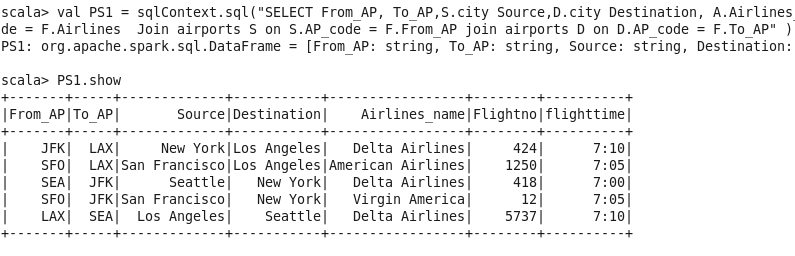 scala> val PS1 = sqlContext.sql("SELECT From_AP, To_AP,S.city Source,D.city Destination, A.Airlines_
de = F.Airlines  Join airports S on S.AP_code = F.From_AP join airports D on D.AP_code = F.To_AP" )
PS1: org.apache.spark.sql.DataFrame = [From_AP: string, To_AP: string, Source: string, Destination:
scala> PS1.show
+-------+-----+-------------+-----------+-----------------+--------+----------+
|From_AP|To_AP|       Source|Destination|    Airlines_name|Flightno|flighttime|
+-------+-----+-------------+-----------+-----------------+--------+----------+
|    JFK|  LAX|     New York|Los Angeles|   Delta Airlines|     424|      7:10|
|    SFO|  LAX|San Francisco|Los Angeles|American Airlines|    1250|      7:05|
|    SEA|  JFK|      Seattle|   New York|   Delta Airlines|     418|      7:00|
|    SFO|  JFK|San Francisco|   New York|   Virgin America|      12|      7:05|
|    LAX|  SEA|  Los Angeles|    Seattle|   Delta Airlines|    5737|      7:10|
+-------+-----+-------------+-----------+-----------------+--------+----------+